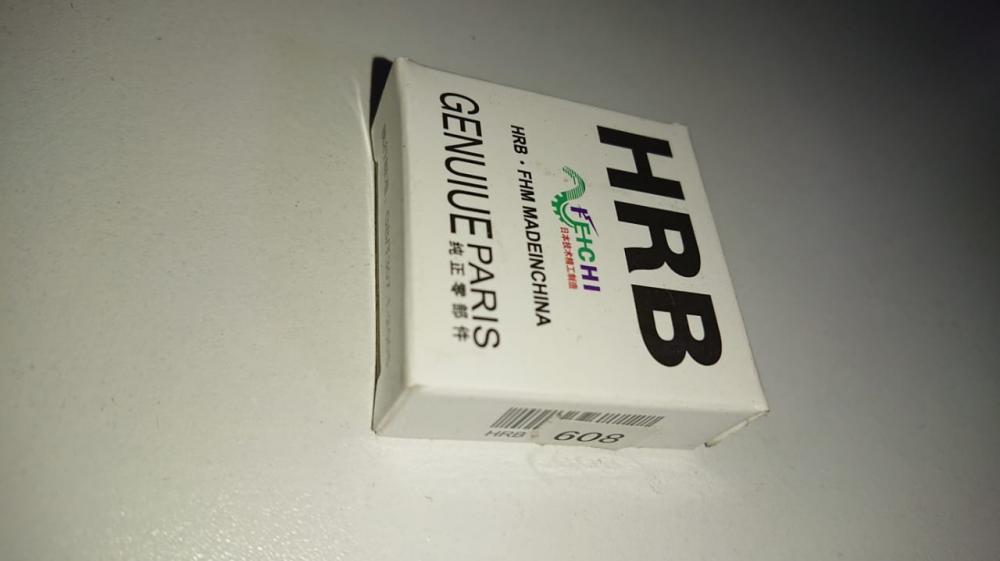 HRB
FEICHI
日本技术精工制造
HRB·FHM MADEINCHINA
GENUIUE PARIS
纯正零部件
HRB
608